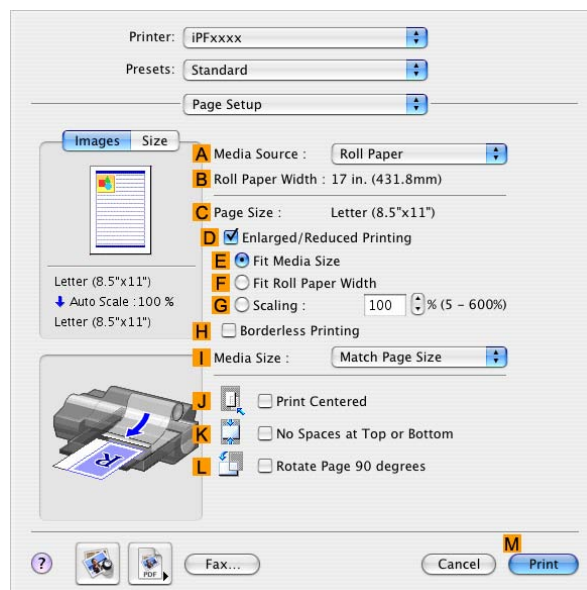 Printer: iPFxxxx
Presets: Standard
Page Setup
Images Size
A Media Source : Roll Paper
B Roll Paper Width : 17 in. (431.8mm)
C Page Size : Letter (8.5"x11")
D Enlarged/Reduced Printing
E Fit Media Size
F Fit Roll Paper Width
G Scaling : 100 % (5 – 600%)
H Borderless Printing
I Media Size : Match Page Size
Letter (8.5"x11")
Auto Scale :100 %
Letter (8.5"x11")
J Print Centered
K No Spaces at Top or Bottom
L Rotate Page 90 degrees
R
M
? PDF Fax... Cancel Print